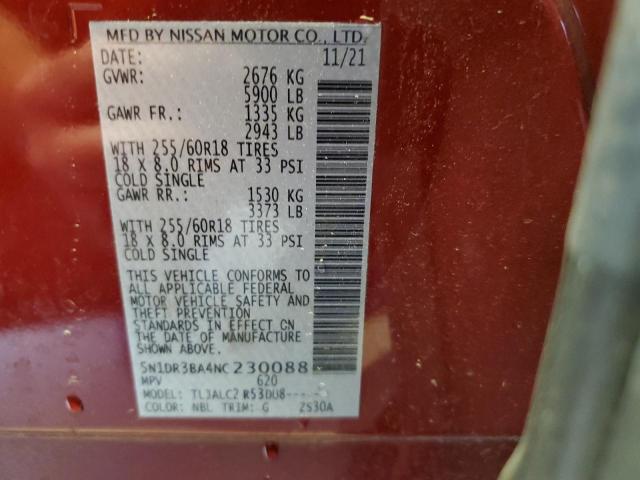 MFD BY NISSAN MOTOR CO., LTD.
DATE: 11/21
GVWR: 2676 KG
5900 LB
GAWR FR.: 1335 KG
2943 LB
WITH 255/60R18 TIRES
18 X 8.0 RIMS AT 33 PSI
COLD SINGLE
GAWR RR.: 1530 KG
3373 LB
WITH 255/60R18 TIRES
18 X 8.0 RIMS AT 33 PSI
COLD SINGLE
THIS VEHICLE CONFORMS TO
ALL APPLICABLE FEDERAL
MOTOR VEHICLE SAFETY AND
THEFT PREVENTION
STANDARDS IN EFFECT ON
THE DATE OF MANUFACTURE
SHOWN ABOVE.
5N1DR3BA4NC230088
MPV 620
MODEL: R53
COLOR: NBL TRIM: G